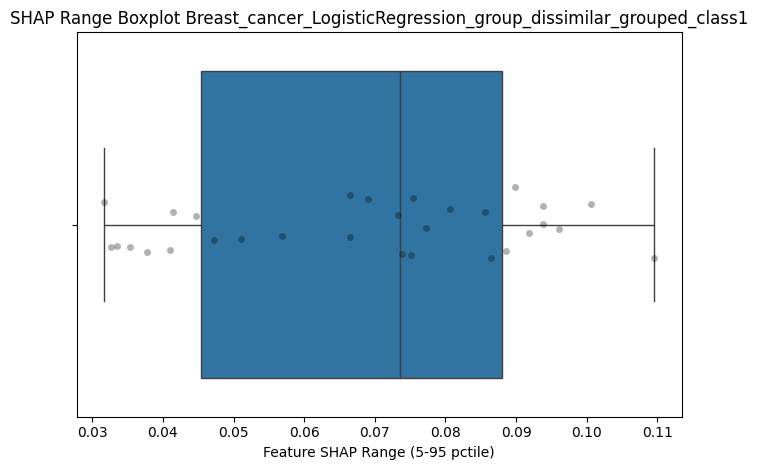 SHAP Range Boxplot Breast_cancer_LogisticRegression_group_dissimilar_grouped_class1
0.03 0.04 0.05 0.06 0.07 0.08 0.09 0.10 0.11
Feature SHAP Range (5-95 pctile)